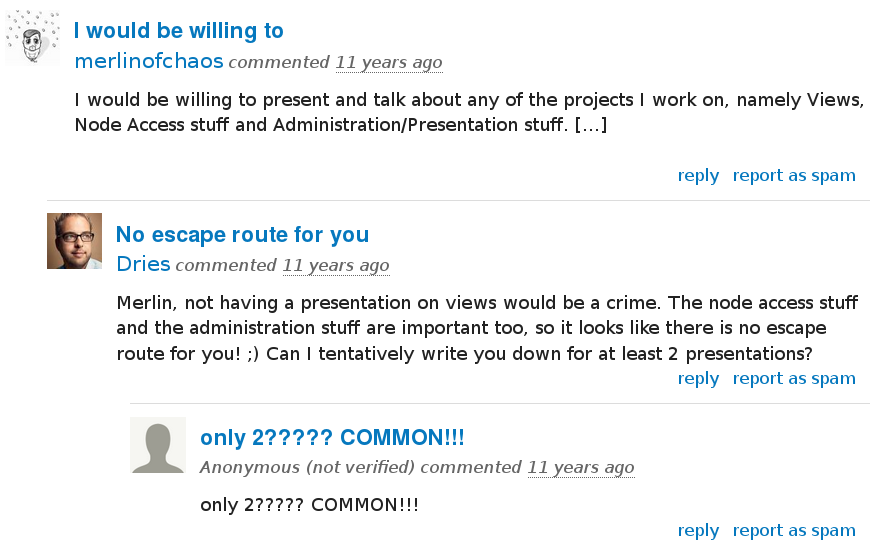 I would be willing to
merlinofchaos commented 11 years ago
I would be willing to present and talk about any of the projects I work on, namely Views,
Node Access stuff and Administration/Presentation stuff. [...]
reply report as spam
No escape route for you
Dries commented 11 years ago
Merlin, not having a presentation on views would be a crime. The node access stuff
and the administration stuff are important too, so it looks like there is no escape
route for you! ;) Can I tentatively write you down for at least 2 presentations?
reply report as spam
only 2????? COMMON!!!
Anonymous (not verified) commented 11 years ago
only 2????? COMMON!!!
reply report as spam